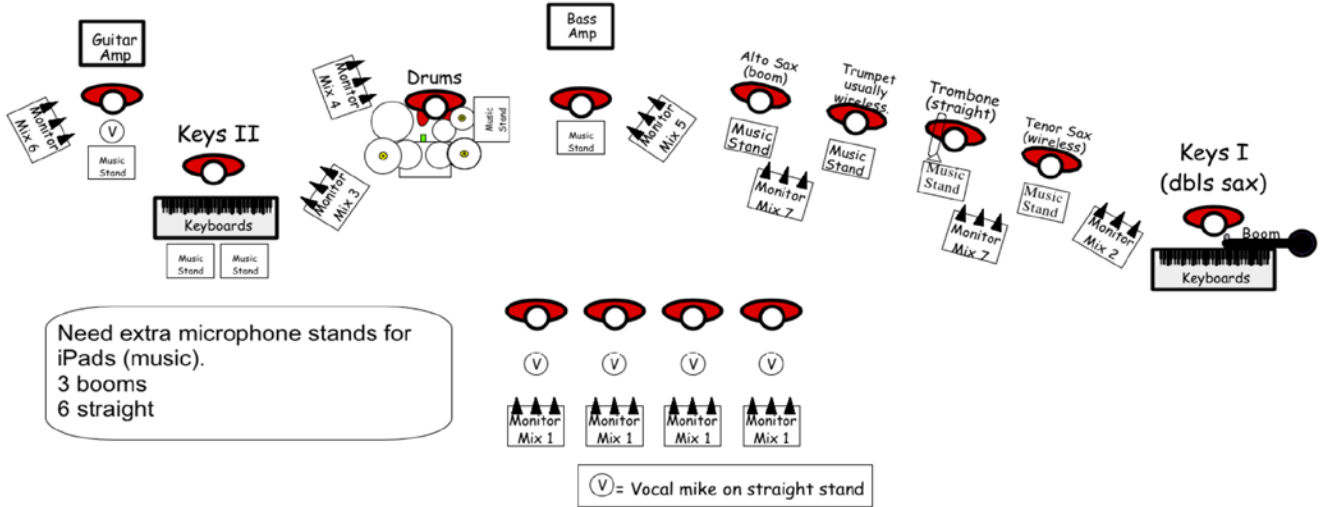 Guitar
Amp
Monitor
Mix 6
V
Music
Stand
Keys II
Keyboards
Music
Stand
Music
Stand
Monitor
Mix 4
Monitor
Mix 3
Drums
Music
Stand
Bass
Amp
Music
Stand
Monitor
Mix 5
Alto Sax
(boom)
Music
Stand
Monitor
Mix 7
Trumpet
usually
wireless.
Music
Stand
Trombone
(straight)
Music
Stand
Monitor
Mix 7
Tenor Sax
(wireless)
Music
Stand
Monitor
Mix 2
Keys I
(dbls sax)
Boom
Keyboards
Need extra microphone stands for
iPads (music).
3 booms
6 straight
V
V
V
V
Monitor
Mix 1
Monitor
Mix 1
Monitor
Mix 1
Monitor
Mix 1
V = Vocal mike on straight stand